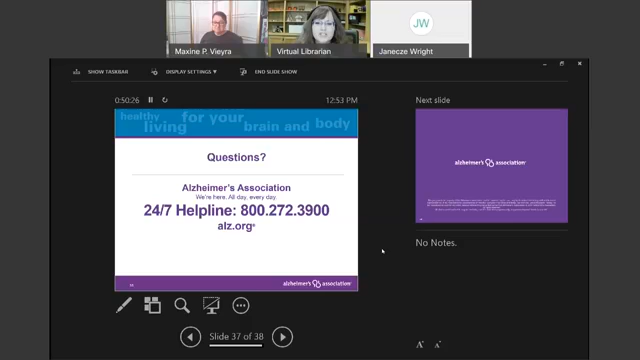 JW
Maxine P. Vieyra
Virtual Librarian
Janecze Wright
SHOW TASKBAR
DISPLAY SETTINGS ▼
END SLIDE SHOW
0:50:26
12:53 PM
Next slide
healthy
living for your
brain and body
Questions?
Alzheimer's Association
We're here. All day, every day.
24/7 Helpline: 800.272.3900
alz.org®
alzheimer's association®
alzheimer's association®
No Notes.
Slide 37 of 38
A
A